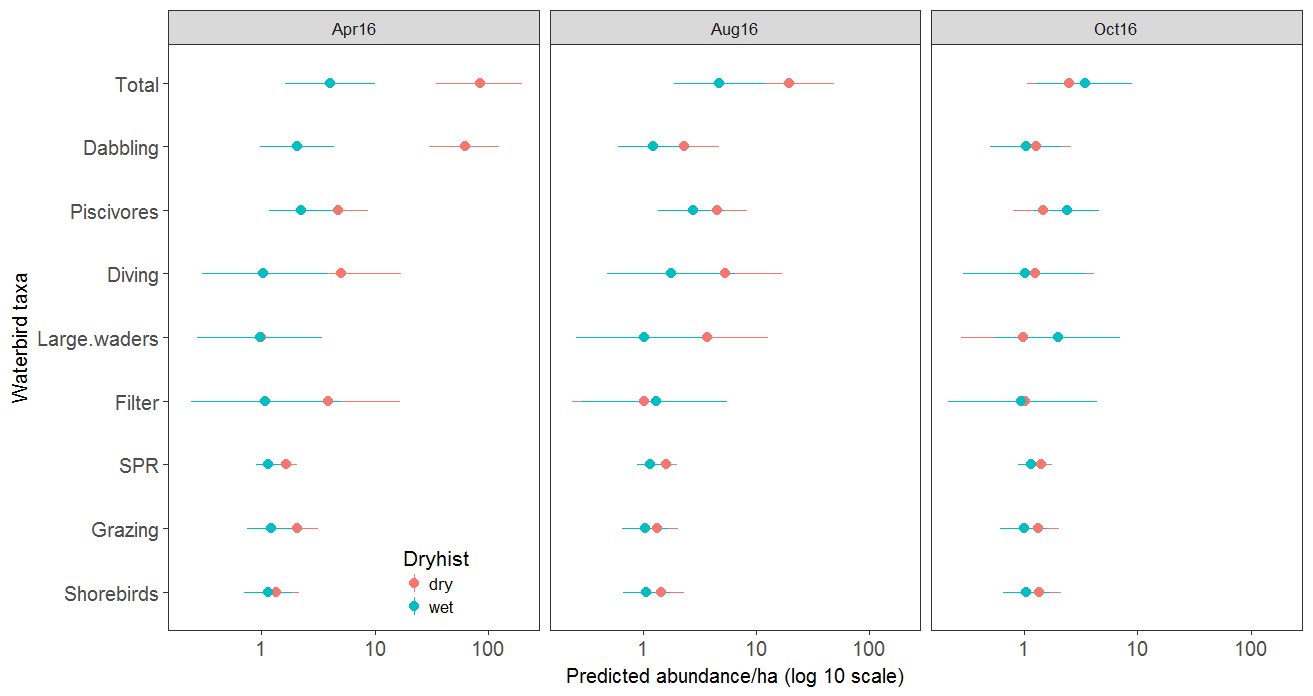 Apr16 Aug16 Oct16
Waterbird taxa
Total
Dabbling
Piscivores
Diving
Large.waders
Filter
SPR
Grazing
Shorebirds
Dryhist
dry
wet
1 10 100 1 10 100 1 10 100
Predicted abundance/ha (log 10 scale)